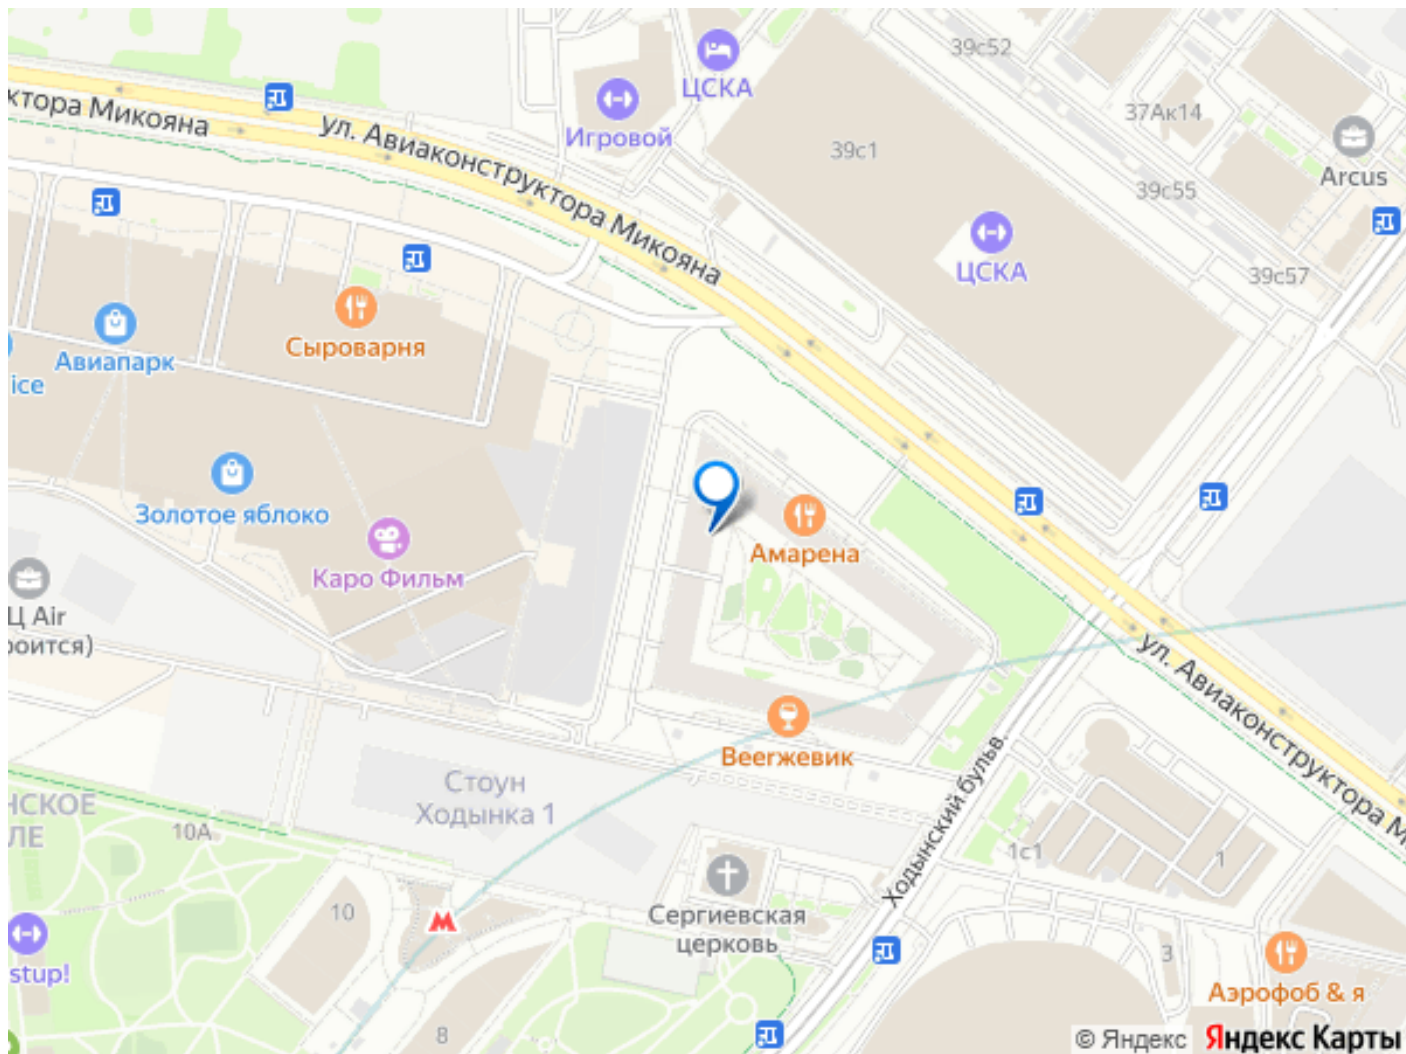 39с52
ЦСКА
37Ак14
ктора Микояна
ул. Авиаконструктора Микояна
Игровой
39с1
Arcus
39с55
ЦСКА
39с57
Сыроварня
Авиапарк
ice
Золотое яблоко
Каро Фильм
Амарена
Ц Air
роится)
ул. Авиаконструктора М
Веегжевик
Стоун
Ходынка 1
Ходынский бульв.
НСКОЕ
ЛЕ
10А
1с1
1
10
Сергиевская
церковь
stup!
3
Аэрофоб & я
8
© Яндекс Яндекс Карты